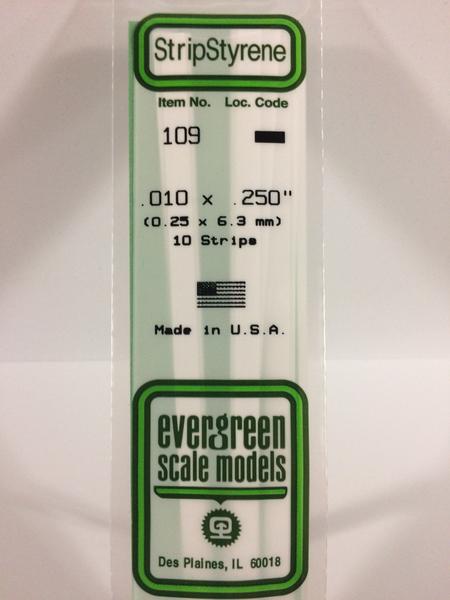 StripStyrene
Item No. Loc. Code
109
.010 x .250"
(0.25 x 6.3 mm)
10 Strips
Made in U.S.A.
evergreen
scale models
Des Plaines, IL 60018